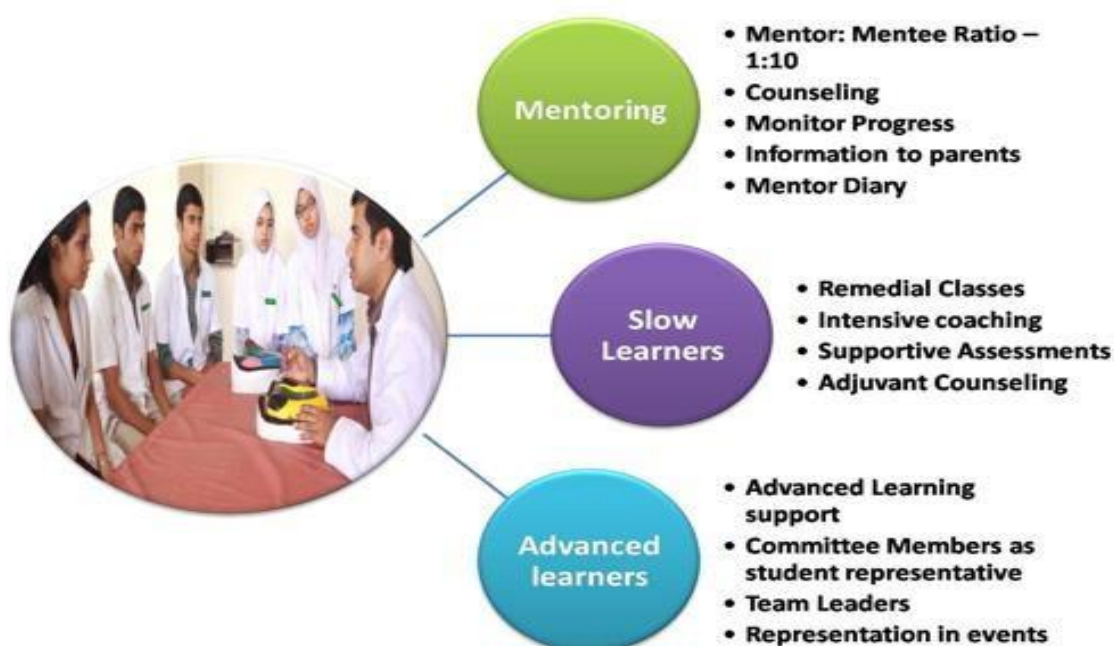 Mentoring
• Mentor: Mentee Ratio –
1:10
• Counseling
• Monitor Progress
• Information to parents
• Mentor Diary
Slow
Learners
• Remedial Classes
• Intensive coaching
• Supportive Assessments
• Adjuvant Counseling
Advanced
learners
• Advanced Learning
support
• Committee Members as
student representative
• Team Leaders
• Representation in events